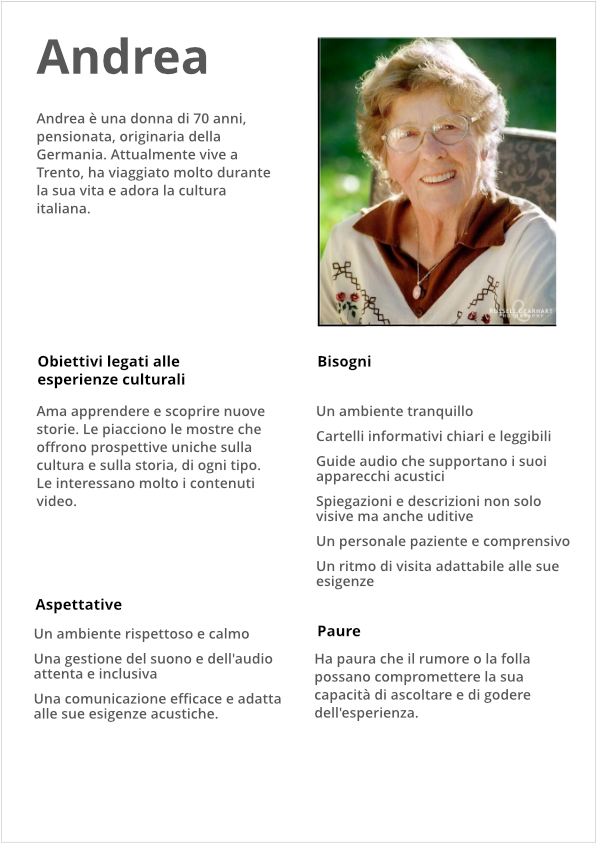 Andrea
Andrea è una donna di 70 anni,
pensionata, originaria della
Germania. Attualmente vive a
Trento, ha viaggiato molto durante
la sua vita e adora la cultura
italiana.
RUSSELL EARHART
PHOTOGRAPHY
Obiettivi legati alle
esperienze culturali
Ama apprendere e scoprire nuove
storie. Le piacciono le mostre che
offrono prospettive uniche sulla
cultura e sulla storia, di ogni tipo.
Le interessano molto i contenuti
video.
Bisogni
Un ambiente tranquillo
Cartelli informativi chiari e leggibili
Guide audio che supportano i suoi
apparecchi acustici
Spiegazioni e descrizioni non solo
visive ma anche uditive
Un personale paziente e comprensivo
Un ritmo di visita adattabile alle sue
esigenze
Aspettative
Un ambiente rispettoso e calmo
Una gestione del suono e dell'audio
attenta e inclusiva
Una comunicazione efficace e adatta
alle sue esigenze acustiche.
Paure
Ha paura che il rumore o la folla
possano compromettere la sua
capacità di ascoltare e di godere
dell'esperienza.